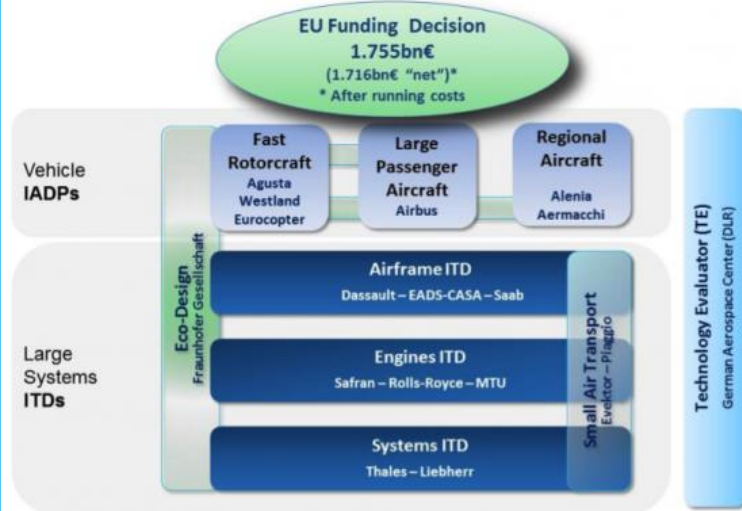 EU Funding Decision
1.755bn€
(1.716bn€ “net”)*
* After running costs
Vehicle
IADPs
Fast
Rotorcraft
Agusta
Westland
Eurocopter
Large
Passenger
Aircraft
Airbus
Regional
Aircraft
Alenia
Aermacchi
Large
Systems
ITDs
Eco-Design
Fraunhofer Gesellschaft
Airframe ITD
Dassault – EADS-CASA – Saab
Engines ITD
Safran – Rolls-Royce – MTU
Systems ITD
Thales – Liebherr
Small Air Transport
Evektor – Piaggio
Technology Evaluator (TE)
German Aerospace Center (DLR)